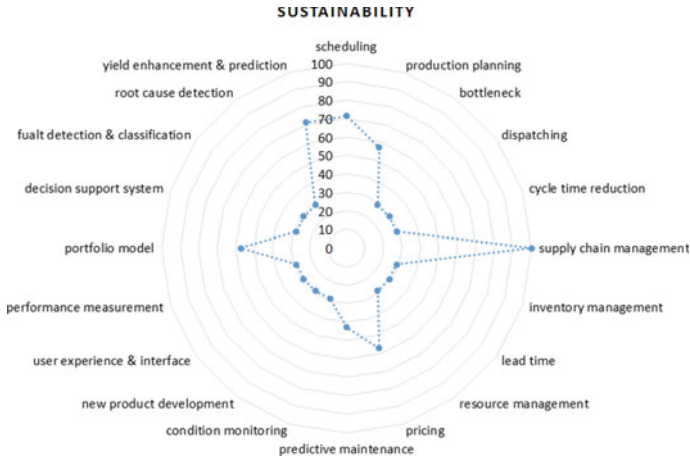 SUSTAINABILITY
scheduling
yield enhancement & prediction
100
production planning
root cause detection
90
bottleneck
80
fualt detection & classification
70
dispatching
60
50
decision support system
40
cycle time reduction
30
20
10
portfolio model
0
supply chain management
performance measurement
inventory management
user experience & interface
lead time
new product development
resource management
condition monitoring
pricing
predictive maintenance